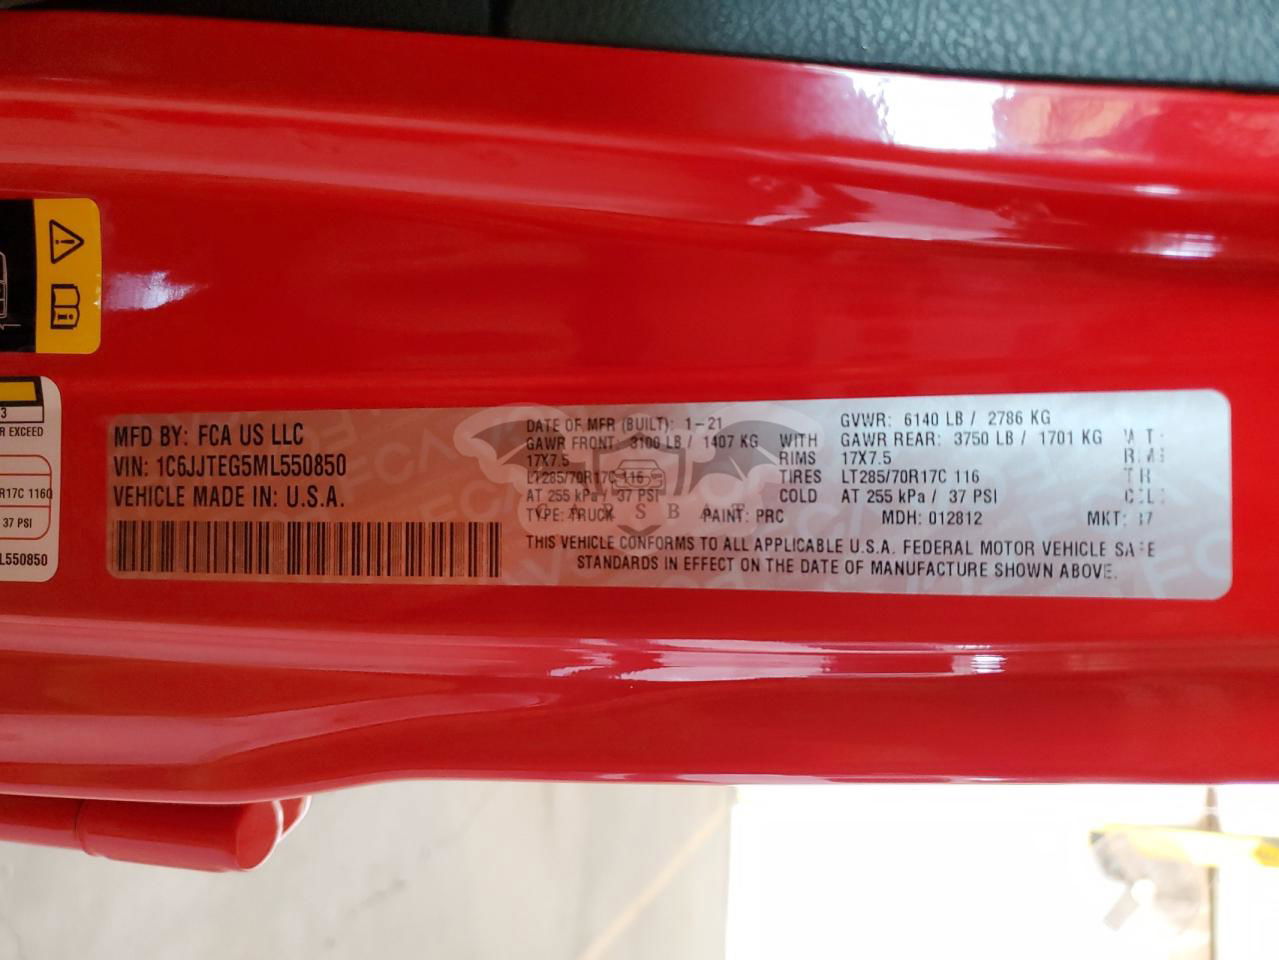 3
R EXCEED
R17C 116
37 PSI
L550850
MFD BY: FCA US LLC
VIN: 1C6JJTEG5ML550850
VEHICLE MADE IN: U.S.A.
DATE OF MFR (BUILT): 1-21 GVWR: 6140 LB / 2786 KG
GAWR FRONT: 3100 LB / 1407 KG WITH GAWR REAR: 3750 LB / 1701 KG
17X7.5 RIMS 17X7.5 RIMS
LT285/70R17C 116 TIRES LT285/70R17C 116
AT 255 kPa / 37 PSI COLD AT 255 kPa / 37 PSI
CARSBAT
TYPE: TRUCK PAINT: PRC MDH: 012812 MKT:
THIS VEHICLE CONFORMS TO ALL APPLICABLE U.S.A. FEDERAL MOTOR VEHICLE SAFE
STANDARDS IN EFFECT ON THE DATE OF MANUFACTURE SHOWN ABOVE.